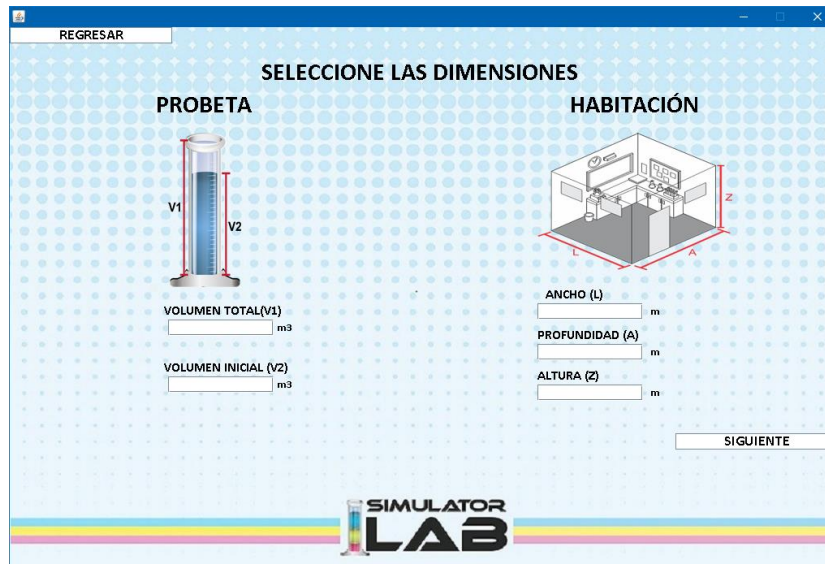 REGRESAR
SELECCIONE LAS DIMENSIONES
PROBETA
HABITACIÓN
V1
V2
Z
L
A
VOLUMEN TOTAL(V1)
m3
VOLUMEN INICIAL (V2)
m3
ANCHO (L)
m
PROFUNDIDAD (A)
m
ALTURA (Z)
m
SIGUIENTE
SIMULATOR
LAB